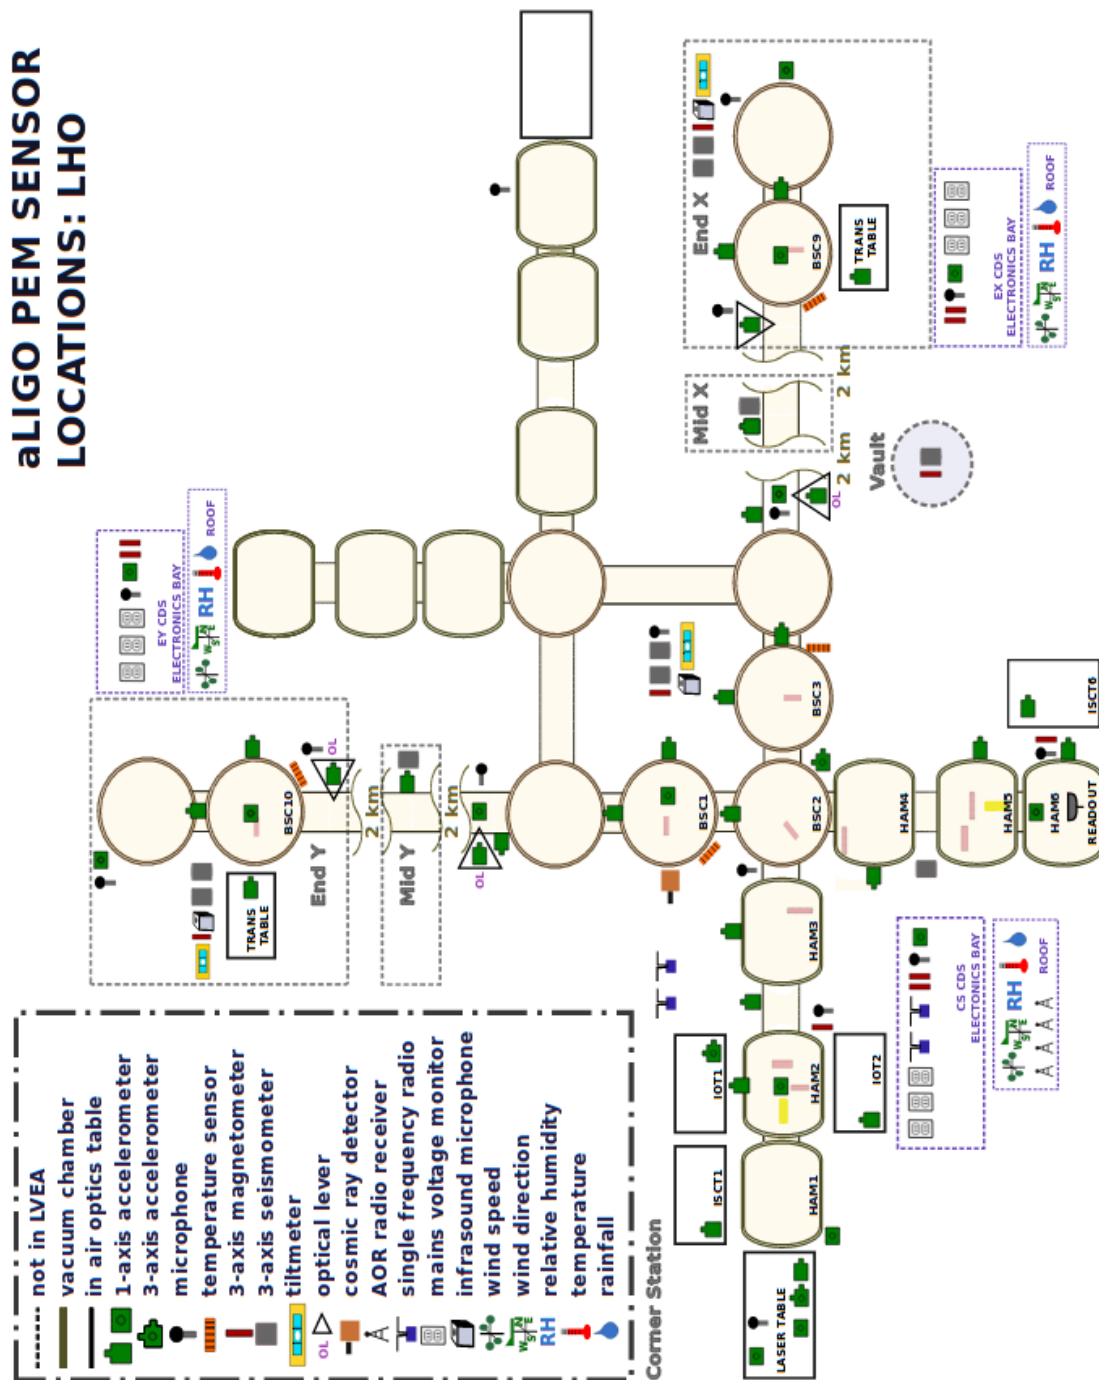 aLIGO PEM SENSOR
LOCATIONS: LHO
not in LVEA
vacuum chamber
in air optics table
1-axis accelerometer
3-axis accelerometer
microphone
temperature sensor
3-axis magnetometer
3-axis seismometer
tiltmeter
OL
optical lever
cosmic ray detector
AOR radio receiver
single frequency radio
mains voltage monitor
infrasound microphone
wind speed
W N
S E
wind direction
RH
relative humidity
temperature
rainfall
EY CDS
ELECTRONICS BAY
W N
S E
RH
ROOF
BSC10
TRANS
TABLE
End Y
OL
2 km
Mid Y
2 km
OL
End X
BSC9
TRANS
TABLE
EX CDS
ELECTRONICS BAY
W N
S E
RH
ROOF
Mid X
2 km
2 km
Vault
OL
BSC1
BSC3
BSC2
HAM4
HAM5
HAM6
READOUT
ISCT6
HAM3
HAM2
HAM1
IOT1
IOT2
ISCT1
LASER TABLE
Corner Station
CS CDS
ELECTONICS BAY
W N
S E
RH
ROOF